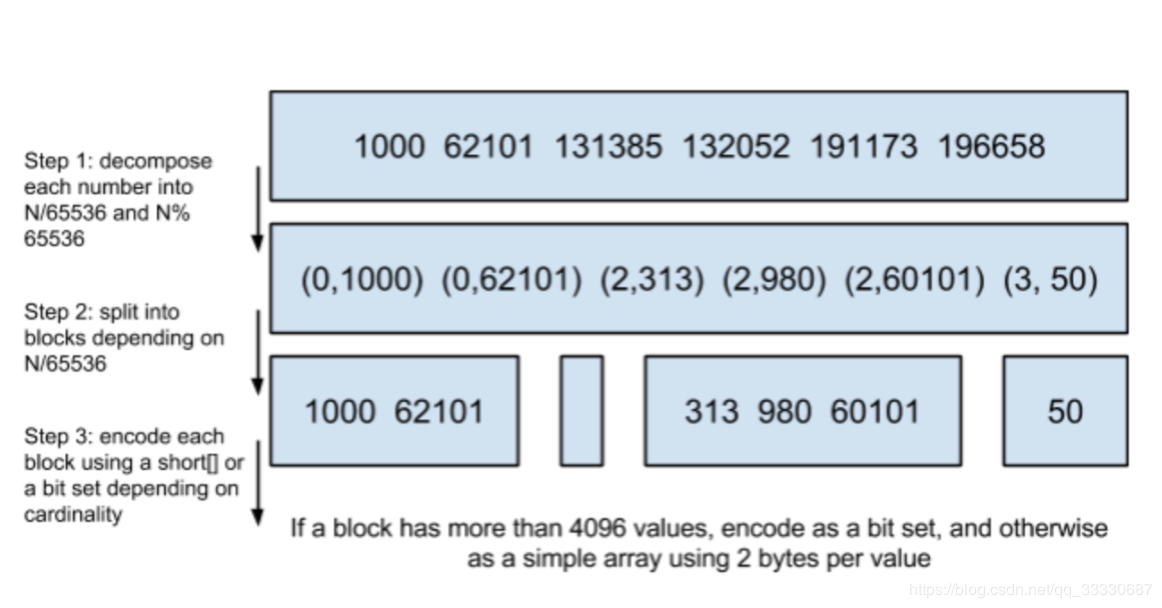 1000 62101 131385 132052 191173 196658
Step 1: decompose
each number into
N/65536 and N%
65536
(0,1000) (0,62101) (2,313) (2,980) (2,60101) (3, 50)
Step 2: split into
blocks depending on
N/65536
1000 62101
313 980 60101
50
Step 3: encode each
block using a short[] or
a bit set depending on
cardinality
If a block has more than 4096 values, encode as a bit set, and otherwise
as a simple array using 2 bytes per value
https://blog.csdn.net/qq_33330687